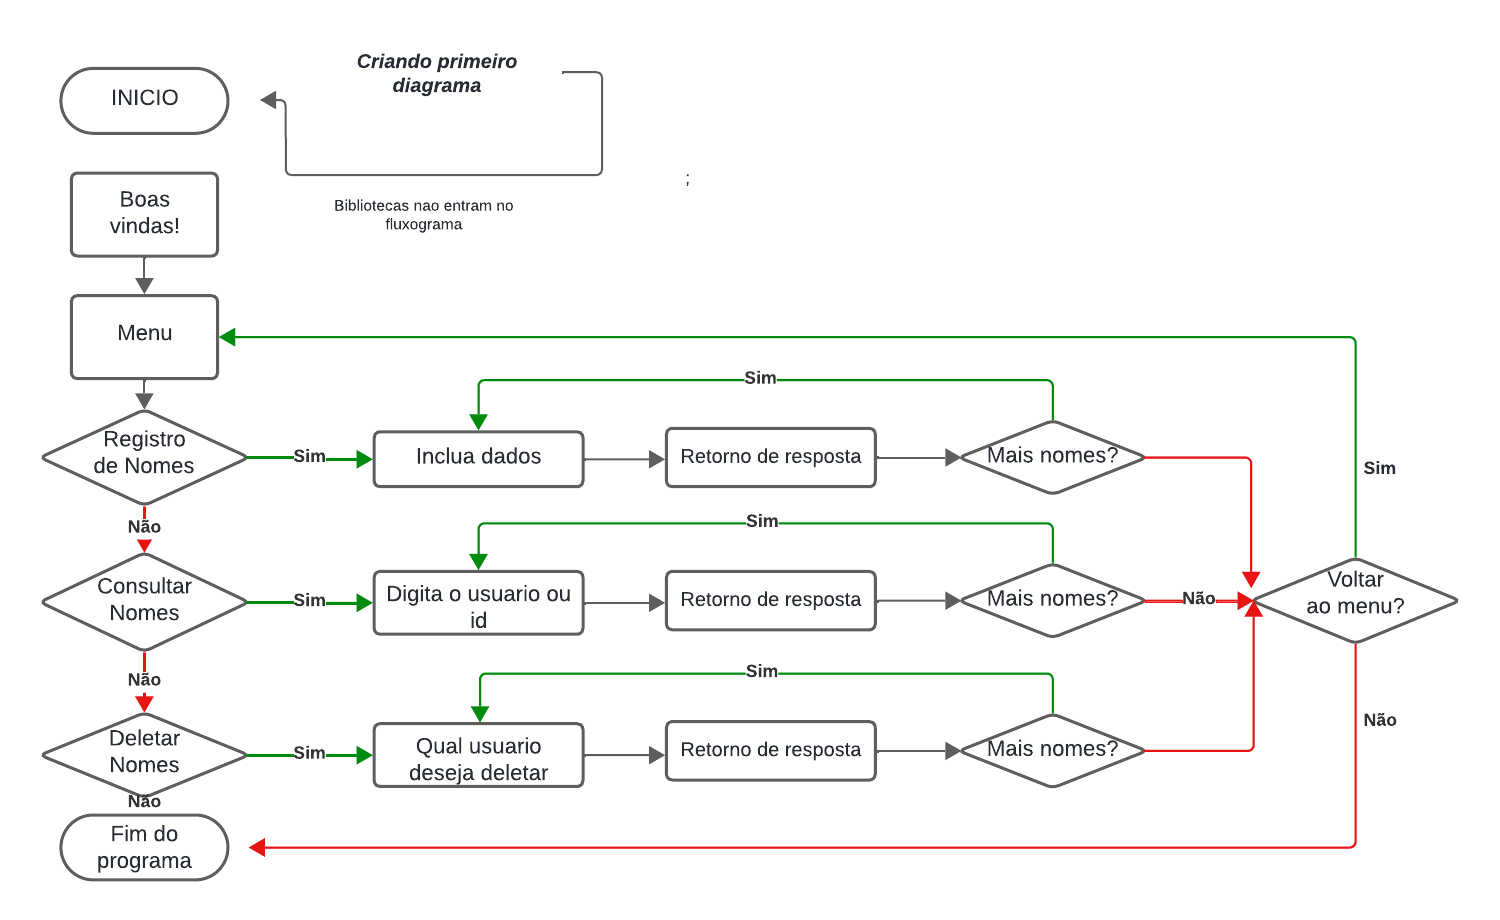 Criando primeiro
diagrama
INICIO
;
Boas
vindas!
Bibliotecas nao entram no
fluxograma
Menu
Sim
Registro
de Nomes
Sim
Inclua dados
Retorno de resposta
Mais nomes?
Sim
Não
Sim
Consultar
Nomes
Sim
Digita o usuario ou
id
Retorno de resposta
Mais nomes?
Não
Voltar
ao menu?
Não
Sim
Deletar
Nomes
Sim
Qual usuario
deseja deletar
Retorno de resposta
Mais nomes?
Não
Não
Fim do
programa